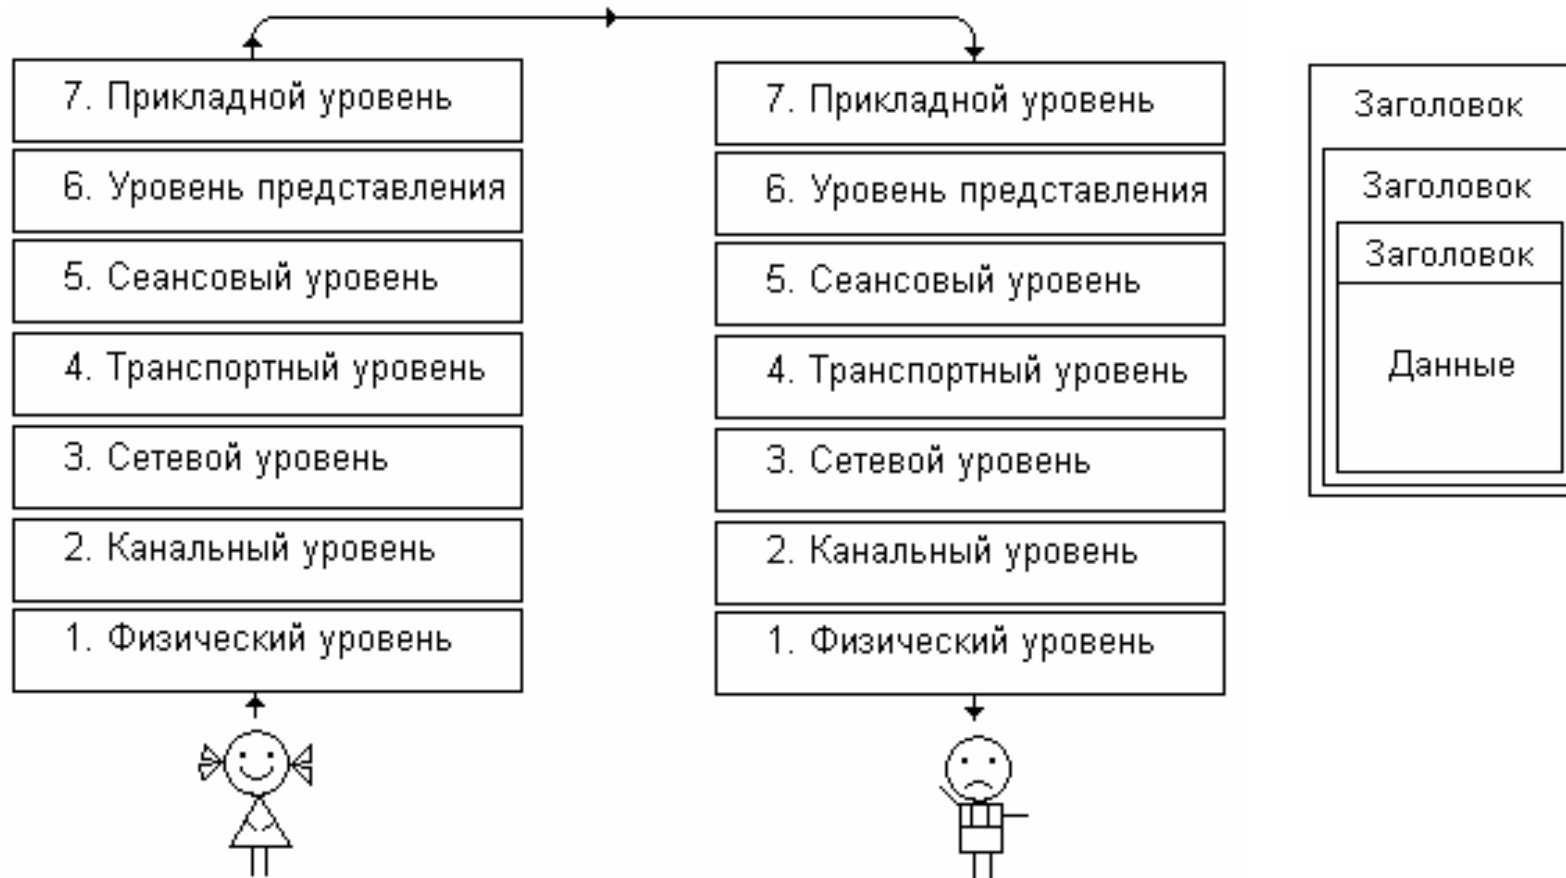 7. Прикладной уровень
6. Уровень представления
5. Сеансовый уровень
4. Транспортный уровень
3. Сетевой уровень
2. Канальный уровень
1. Физический уровень
7. Прикладной уровень
6. Уровень представления
5. Сеансовый уровень
4. Транспортный уровень
3. Сетевой уровень
2. Канальный уровень
1. Физический уровень
Заголовок
Заголовок
Заголовок
Данные